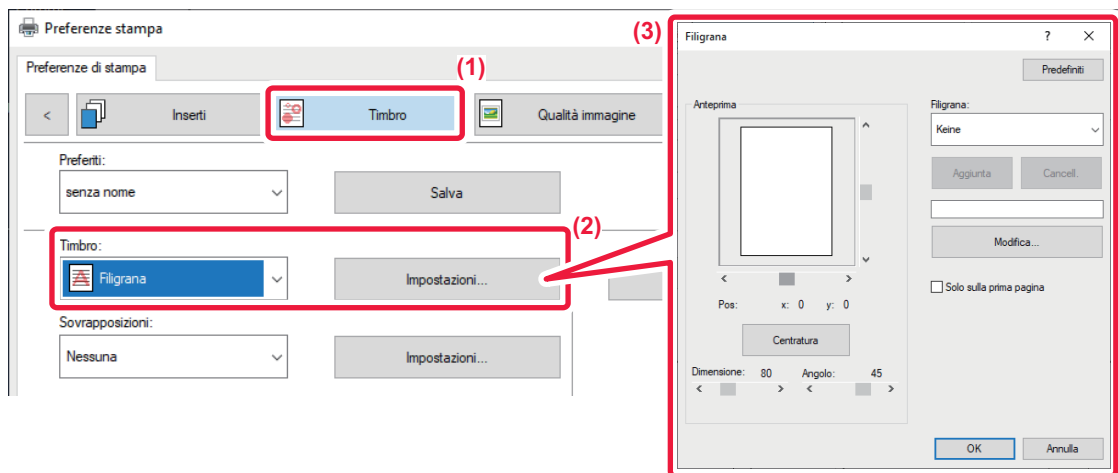 Preferenze stampa
Preferenze di stampa
(1)
<
Inserti
Timbro
Qualità immagine
Preferiti:
senza nome
Salva
(2)
Timbro:
Filigrana
Impostazioni...
Sovrapposizioni:
Nessuna
Impostazioni...
(3)
Filigrana
?
Predefiniti
Anteprima
Pos: x: 0 y: 0
Centratura
Dimensione: 80 Angolo: 45
Filigrana:
Keine
Aggiunta
Cancell.
Modifica...
Solo sulla prima pagina
OK
Annulla